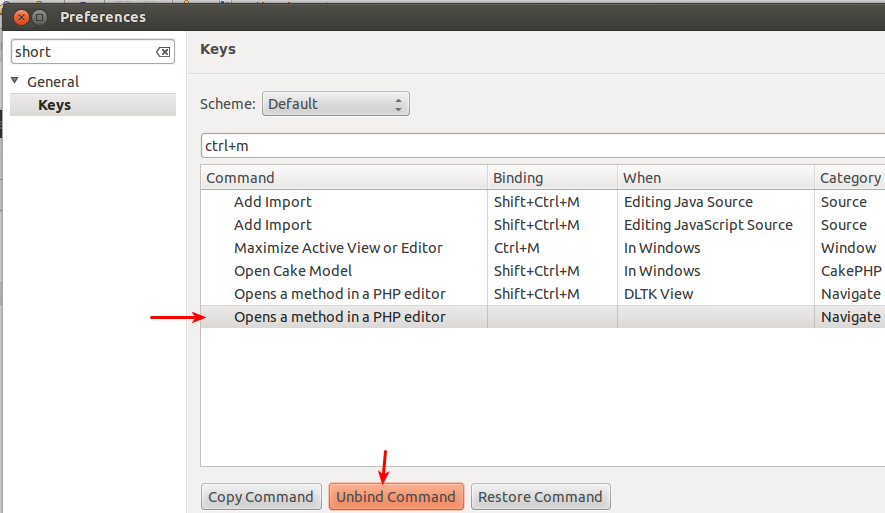 Preferences
short
General
Keys
Keys
Scheme: Default
ctrl+m
Command Binding When Category
Add Import Shift+Ctrl+M Editing Java Source Source
Add Import Shift+Ctrl+M Editing JavaScript Source Source
Maximize Active View or Editor Ctrl+M In Windows Window
Open Cake Model Shift+Ctrl+M In Windows CakePHP
Opens a method in a PHP editor Shift+Ctrl+M DLTK View Navigate
Opens a method in a PHP editor Navigate
Copy Command Unbind Command Restore Command